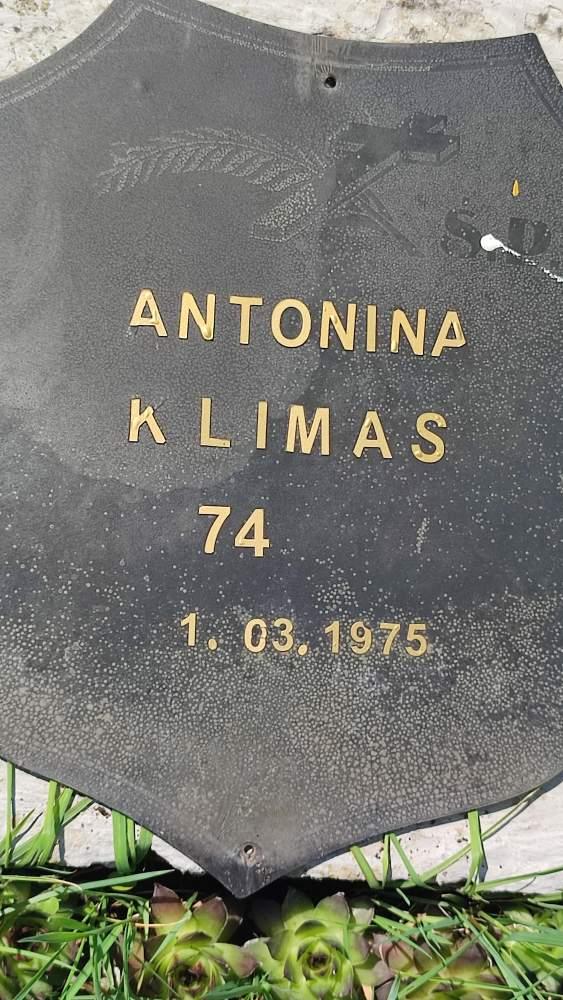 Ś.P.
ANTONINA
KLIMAS
74
1. 03. 1975